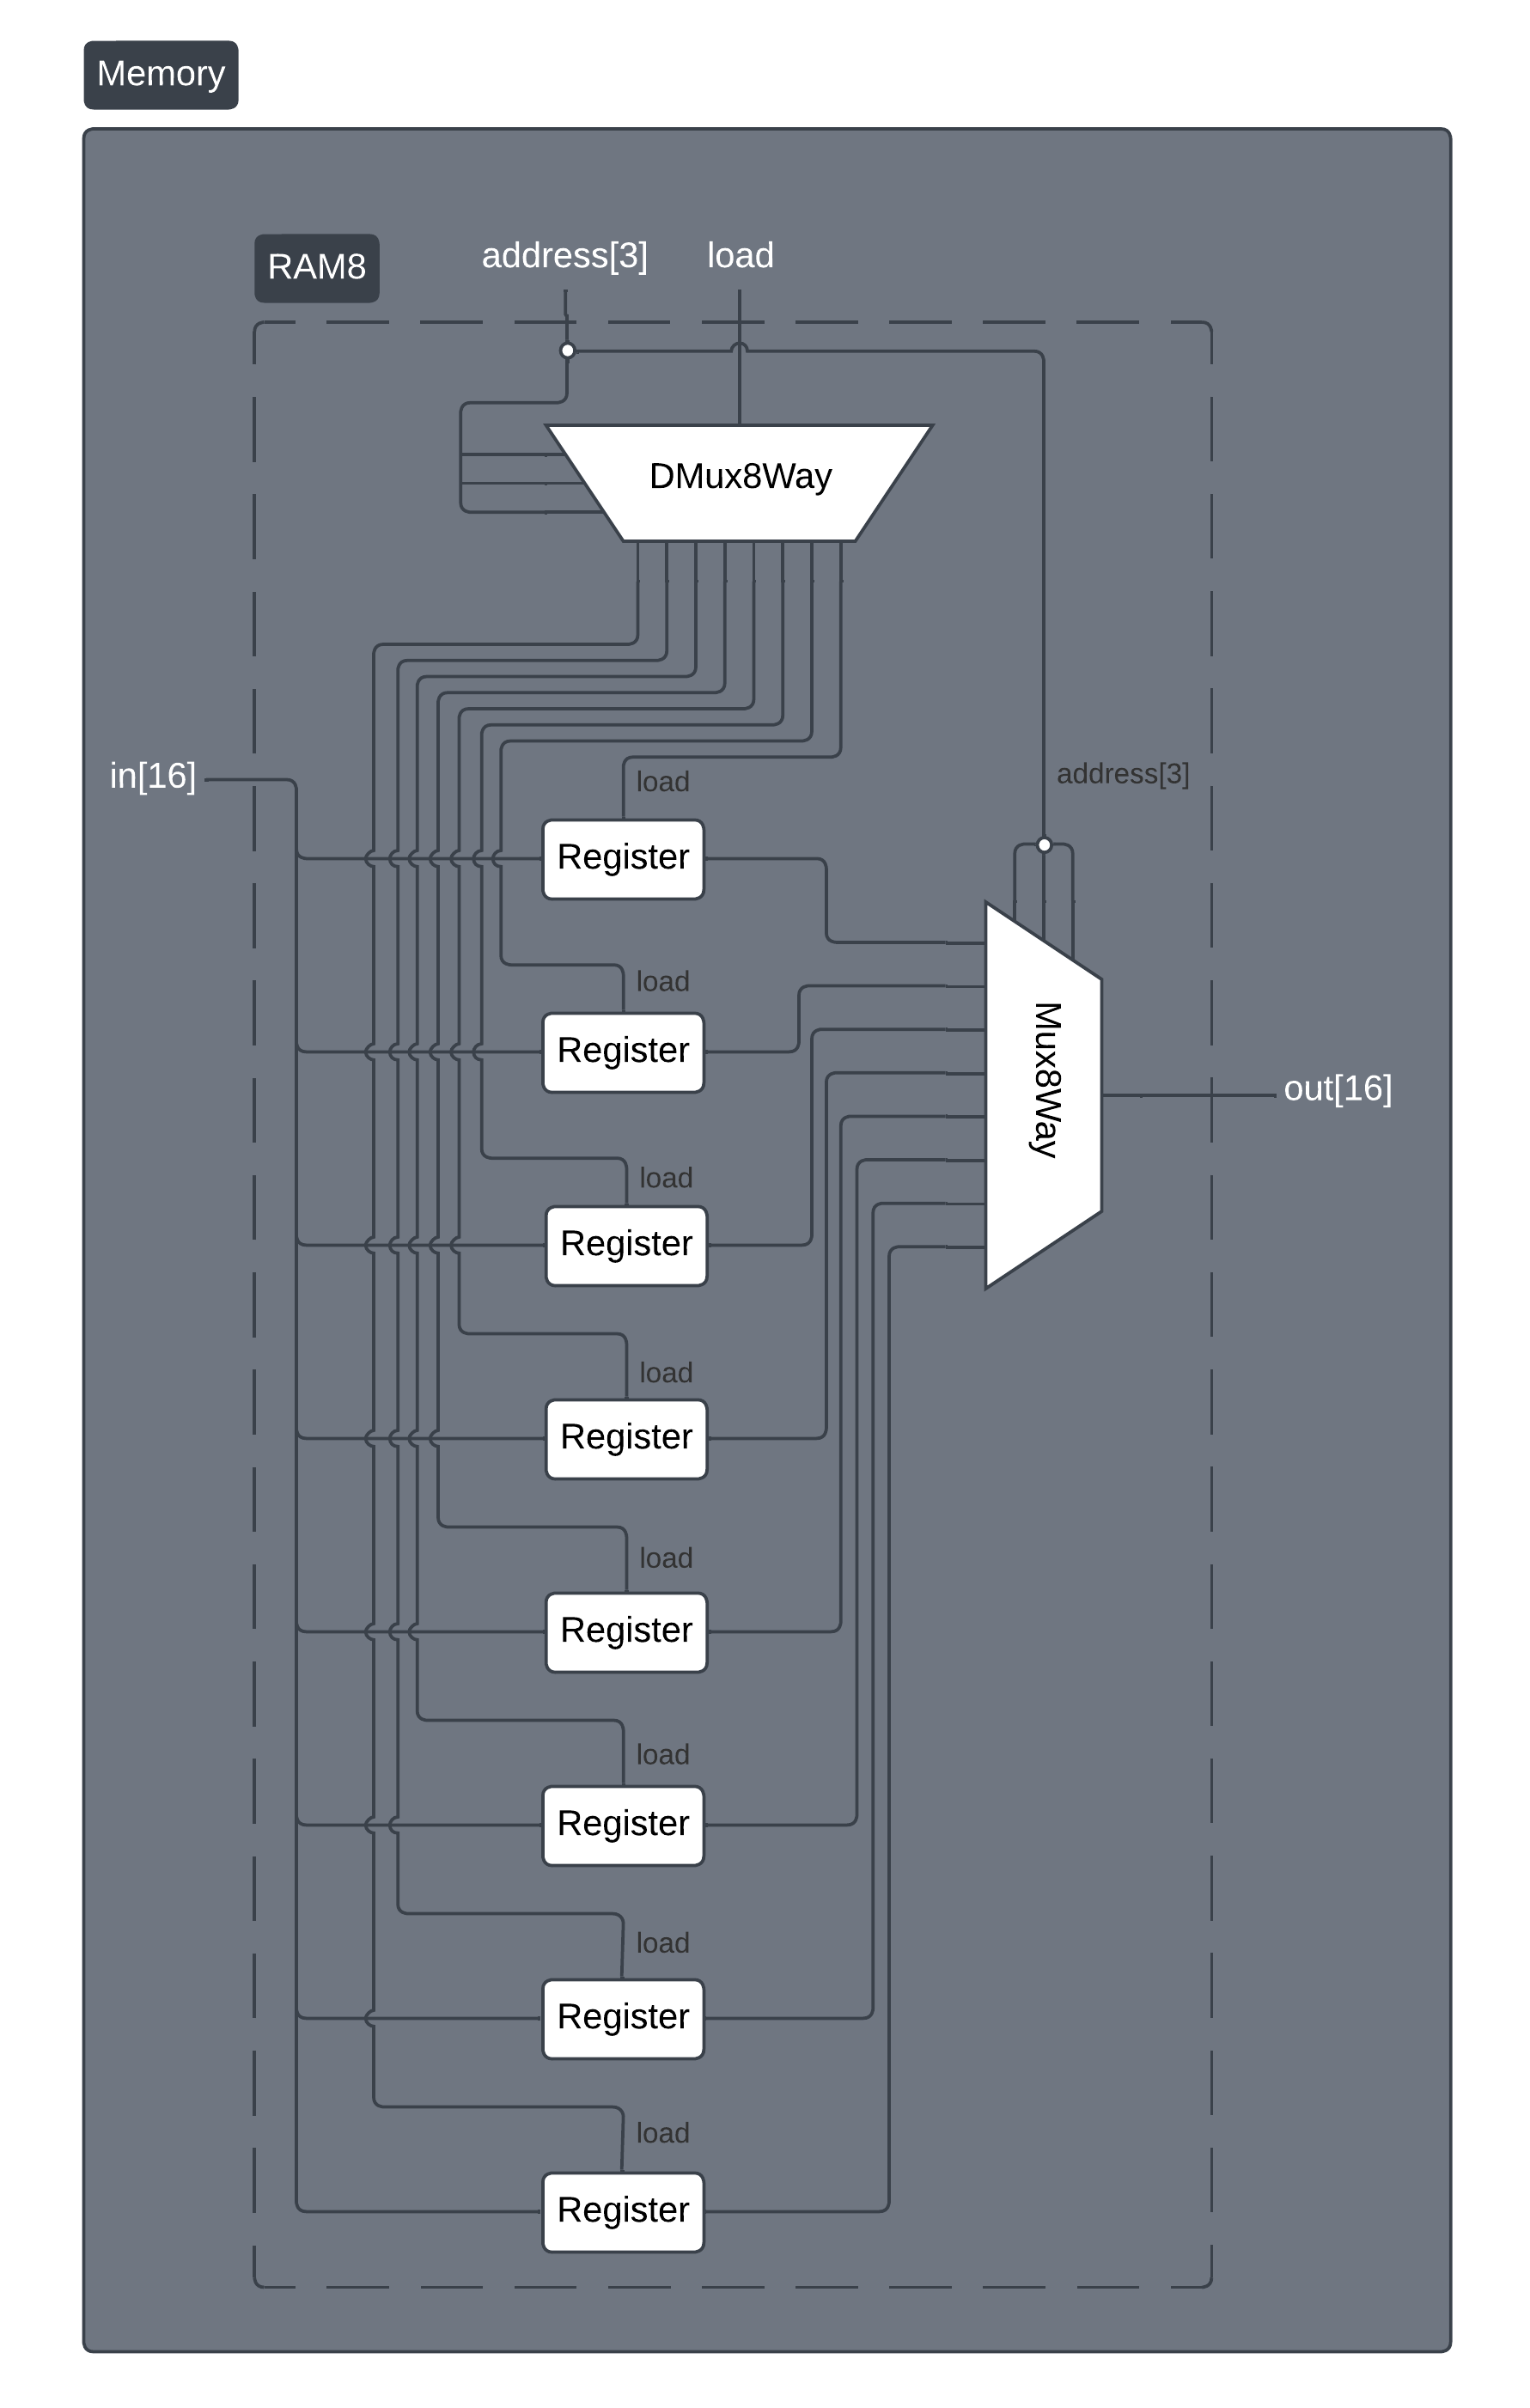 Memory
RAM8
address[3]
load
DMux8Way
in[16]
load
address[3]
Register
load
Register
Mux8Way
out[16]
load
Register
load
Register
load
Register
load
Register
load
Register
load
Register